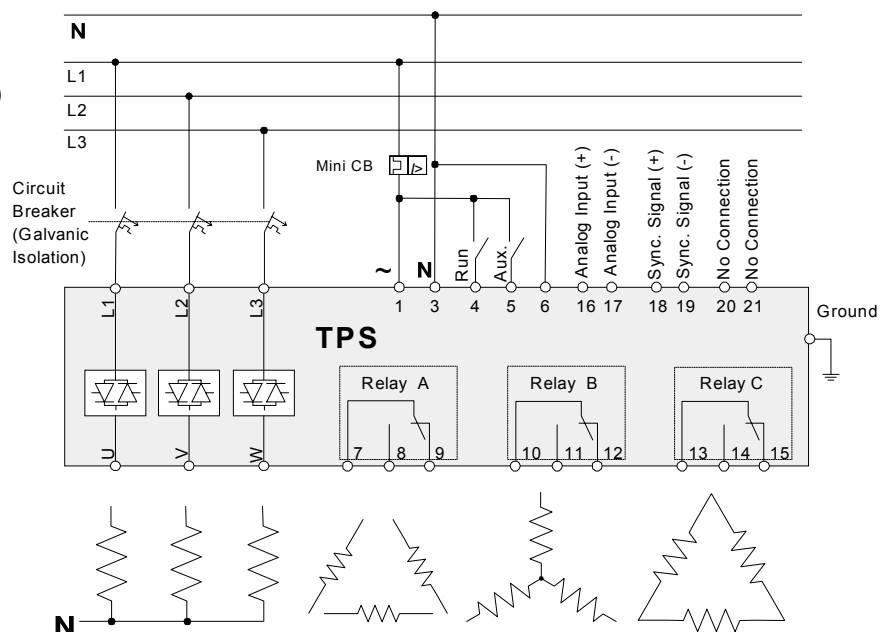 N
L1
L2
)
L3
Mini CB
I>
Circuit
Breaker
(Galvanic
Isolation)
Run
Aux.
Analog Input (+)
Analog Input (-)
Sync. Signal (+)
Sync. Signal (-)
No Connection
No Connection
~ N
L1 L2 L3
1 3 4 5 6 16 17 18 19 20 21
Ground
TPS
Relay A
Relay B
Relay C
U V W
7 8 9
10 11 12
13 14 15
N